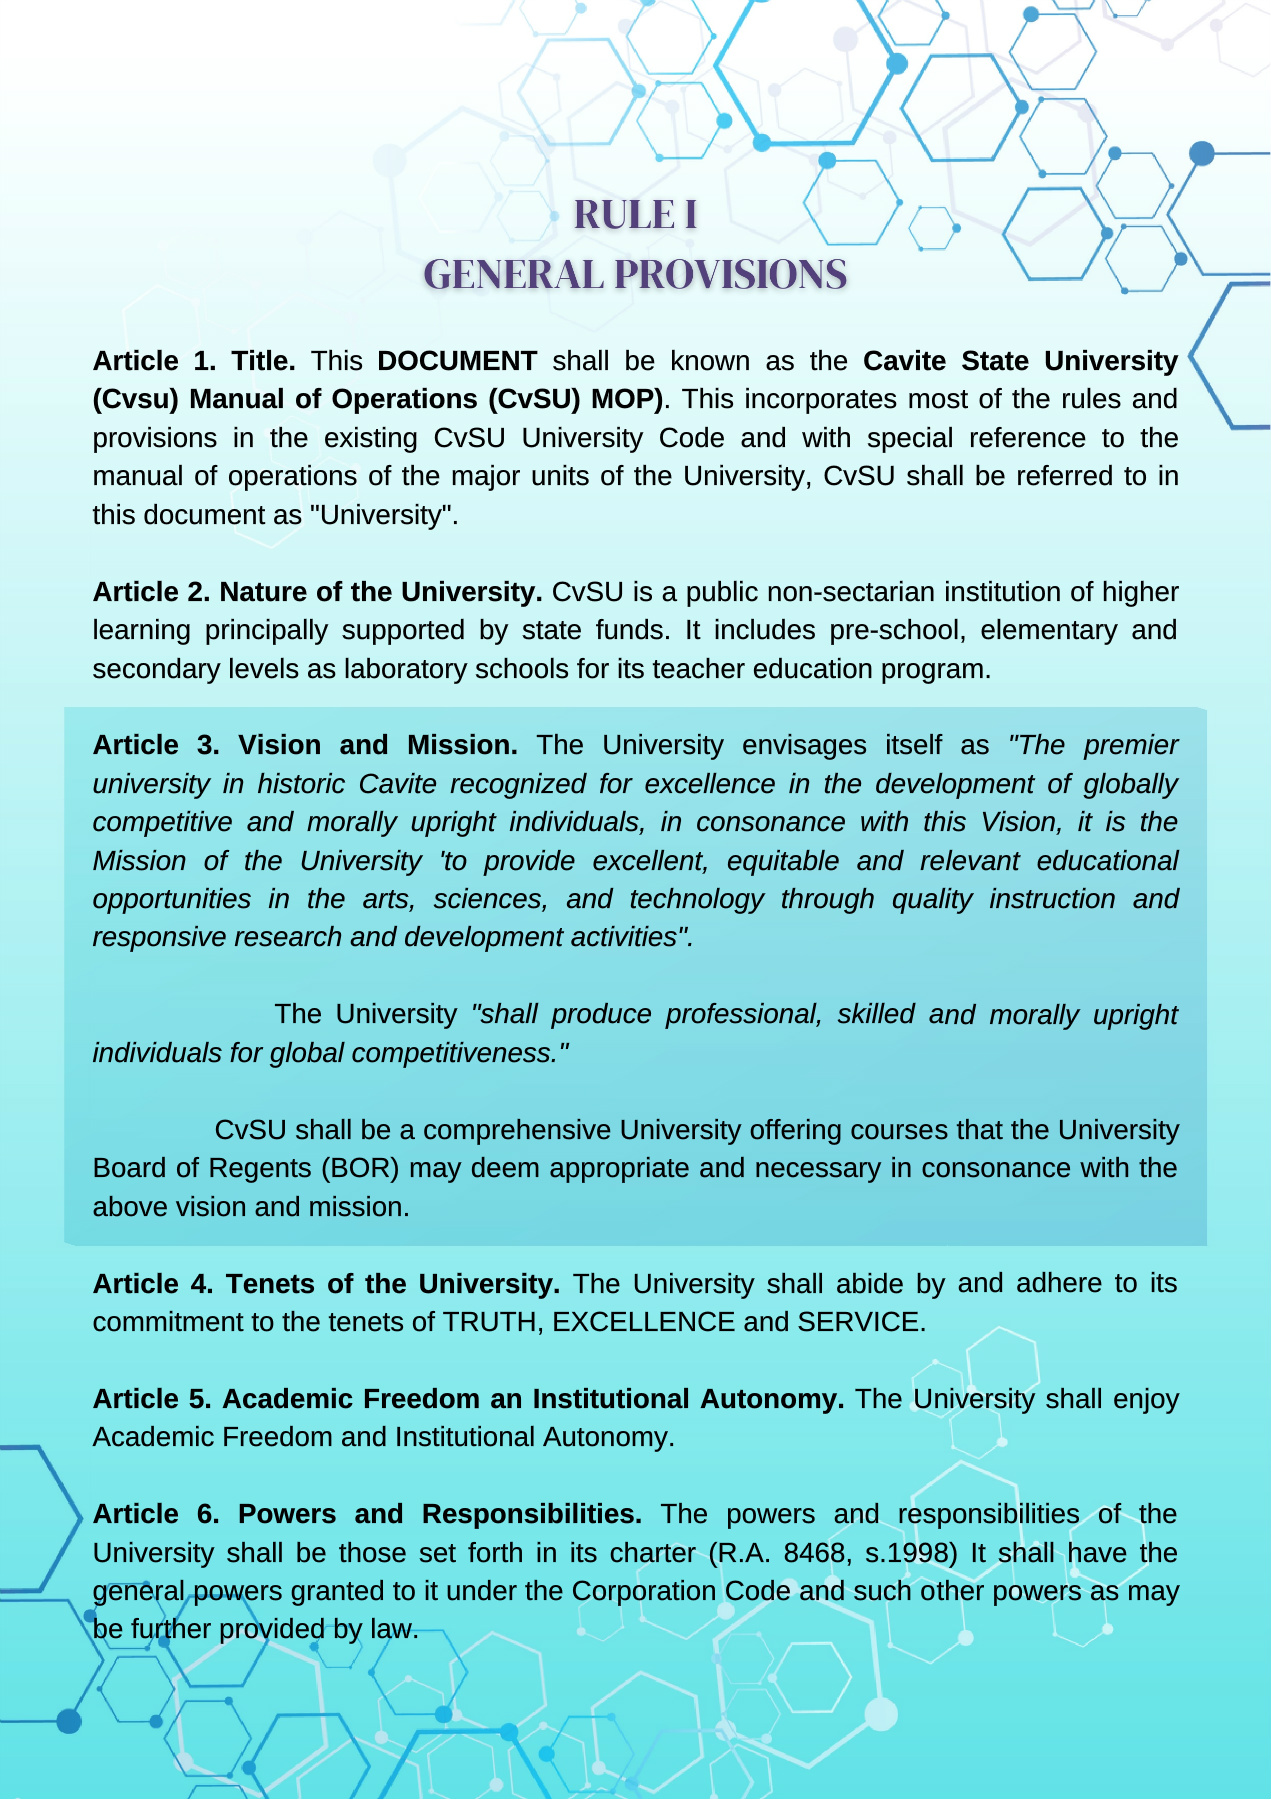 RULE I
GENERAL PROVISIONS
Article 1. Title. This DOCUMENT shall be known as the Cavite State University
(Cvsu) Manual of Operations (CvSU) MOP). This incorporates most of the rules and
provisions in the existing CvSU University Code and with special reference to the
manual of operations of the major units of the University, CvSU shall be referred to in
this document as "University".
Article 2. Nature of the University. CvSU is a public non-sectarian institution of higher
learning principally supported by state funds. It includes pre-school, elementary and
secondary levels as laboratory schools for its teacher education program.
Article 3. Vision and Mission. The University envisages itself as "The premier
university in historic Cavite recognized for excellence in the development of globally
competitive and morally upright individuals, in consonance with this Vision, it is the
Mission of the University 'to provide excellent, equitable and relevant educational
opportunities in the arts, sciences, and technology through quality instruction and
responsive research and development activities".
The University "shall produce professional, skilled and morally upright
individuals for global competitiveness."
CvSU shall be a comprehensive University offering courses that the University
Board of Regents (BOR) may deem appropriate and necessary in consonance with the
above vision and mission.
Article 4. Tenets of the University. The University shall abide by and adhere to its
commitment to the tenets of TRUTH, EXCELLENCE and SERVICE.
Article 5. Academic Freedom an Institutional Autonomy. The University shall enjoy
Academic Freedom and Institutional Autonomy.
Article 6. Powers and Responsibilities. The powers and responsibilities of the
University shall be those set forth in its charter (R.A. 8468, s.1998) It shall have the
general powers granted to it under the Corporation Code and such other powers as may
be further provided by law.